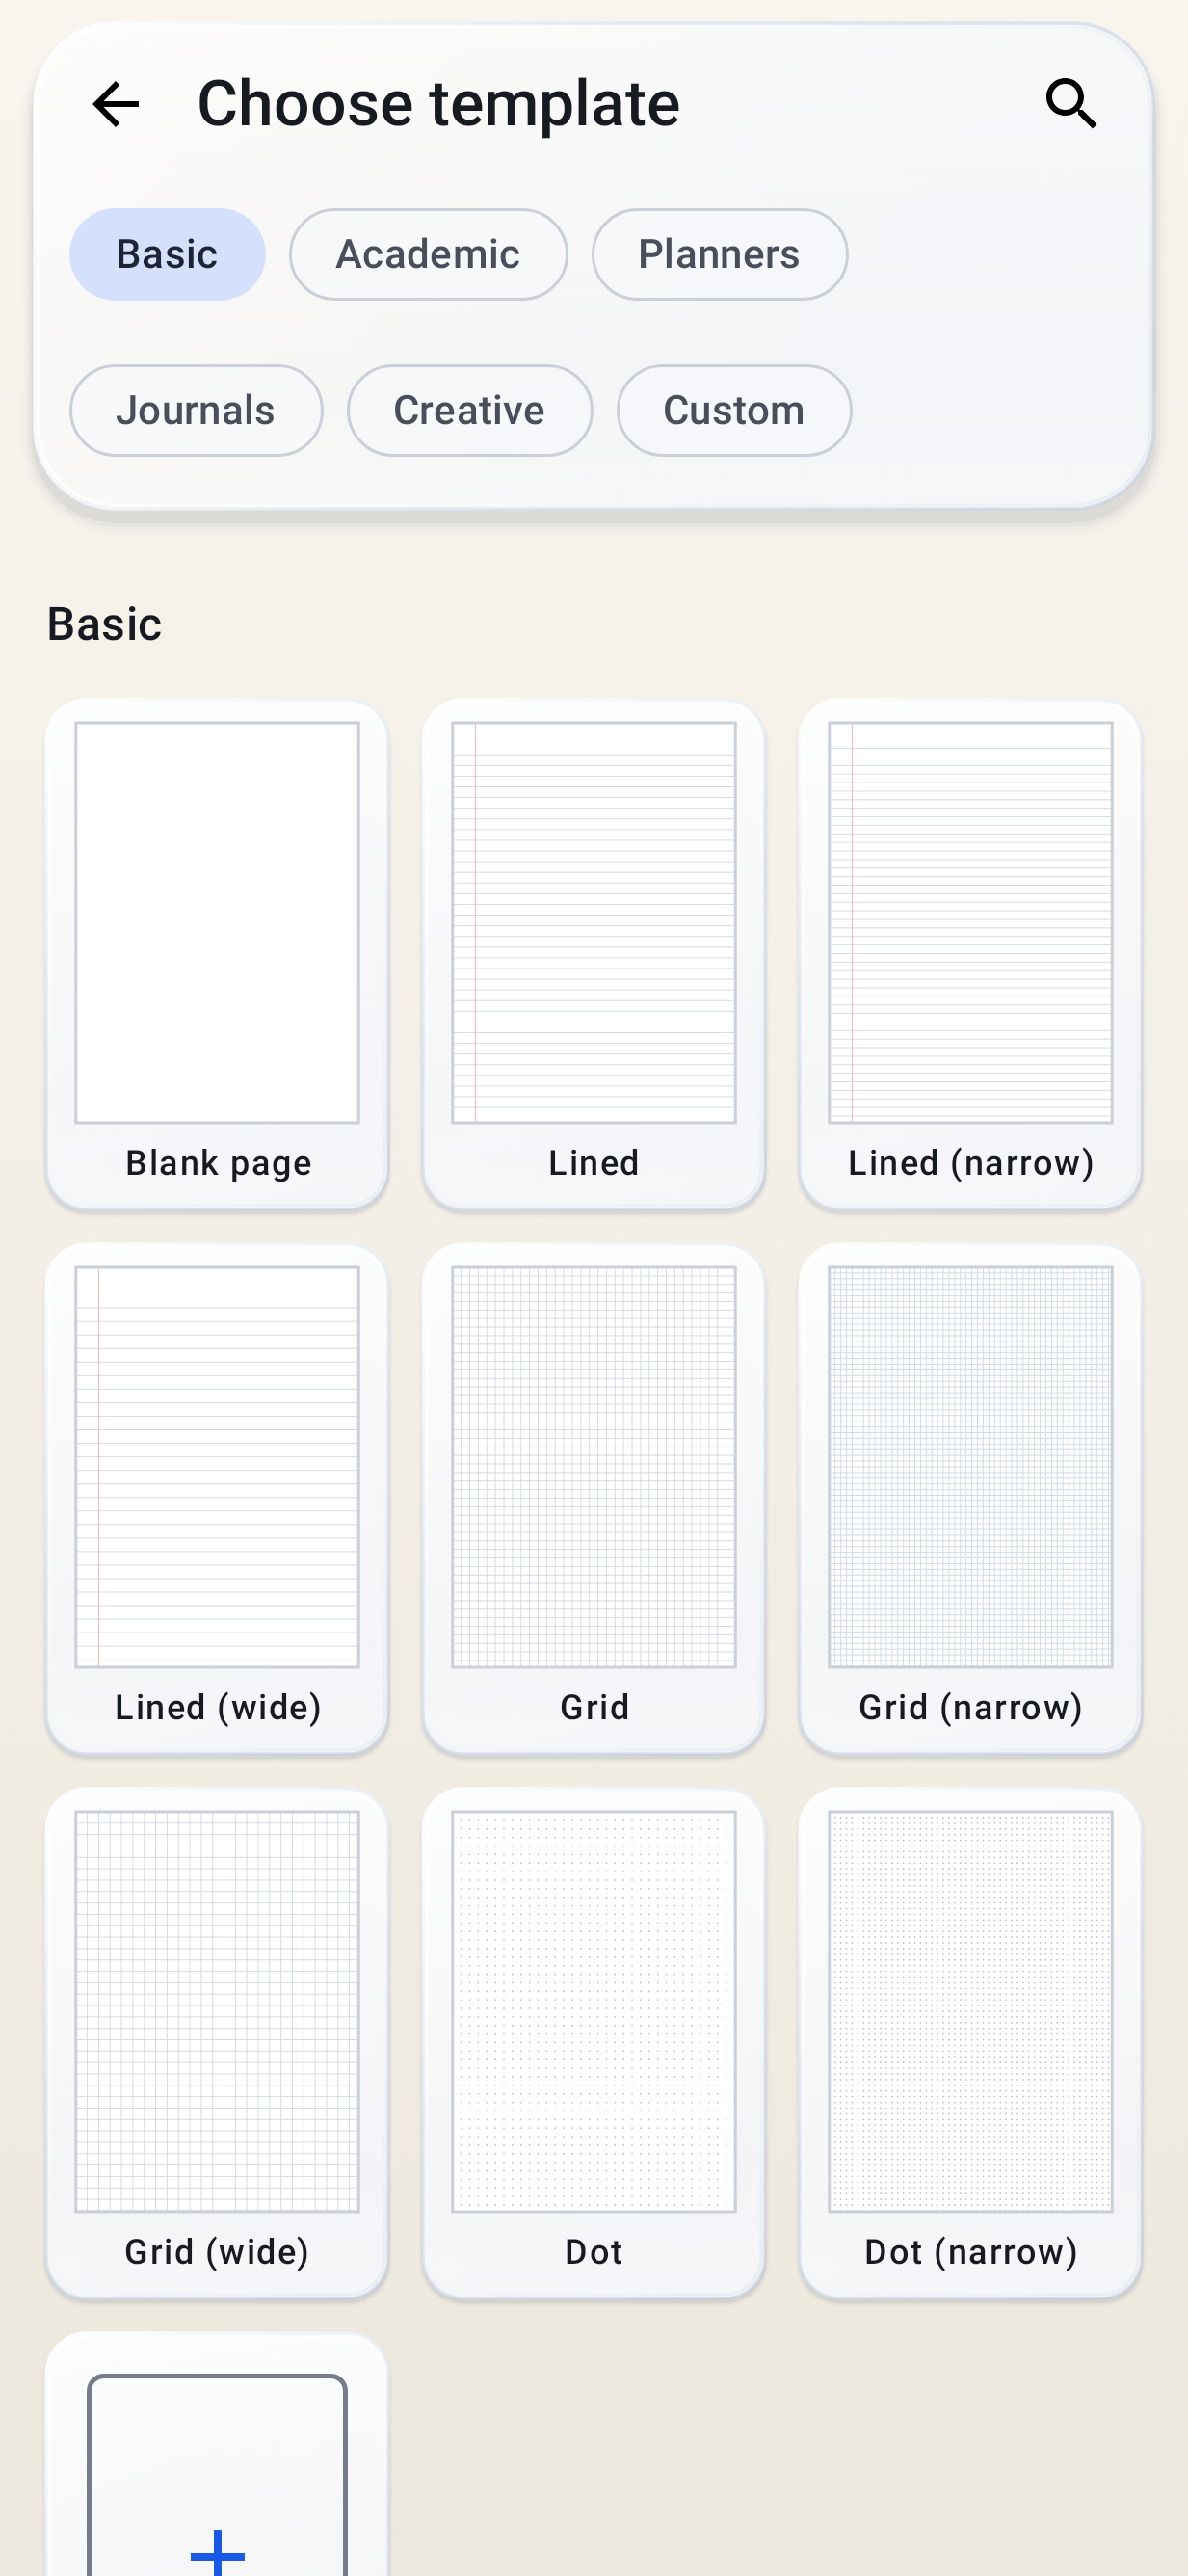 Choose template
Basic Academic Planners
Journals Creative Custom
Basic
Blank page Lined Lined (narrow)
Lined (wide) Grid Grid (narrow)
Grid (wide) Dot Dot (narrow)